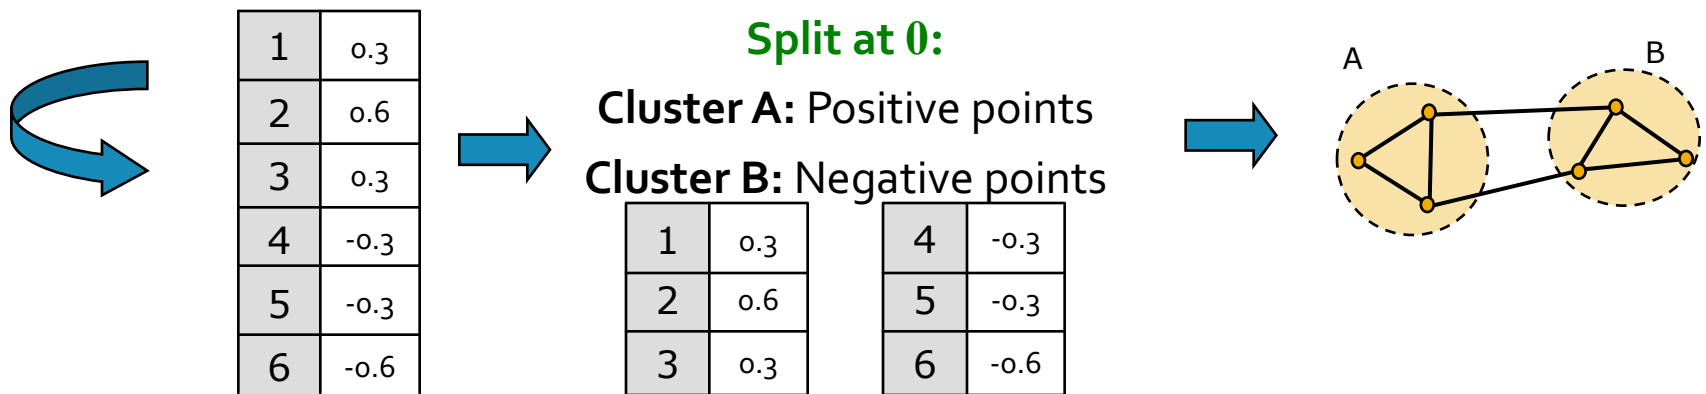 1 0.3
2 0.6
3 0.3
4 -0.3
5 -0.3
6 -0.6
Split at 0:
Cluster A: Positive points
Cluster B: Negative points
1 0.3
2 0.6
3 0.3
4 -0.3
5 -0.3
6 -0.6
A
B